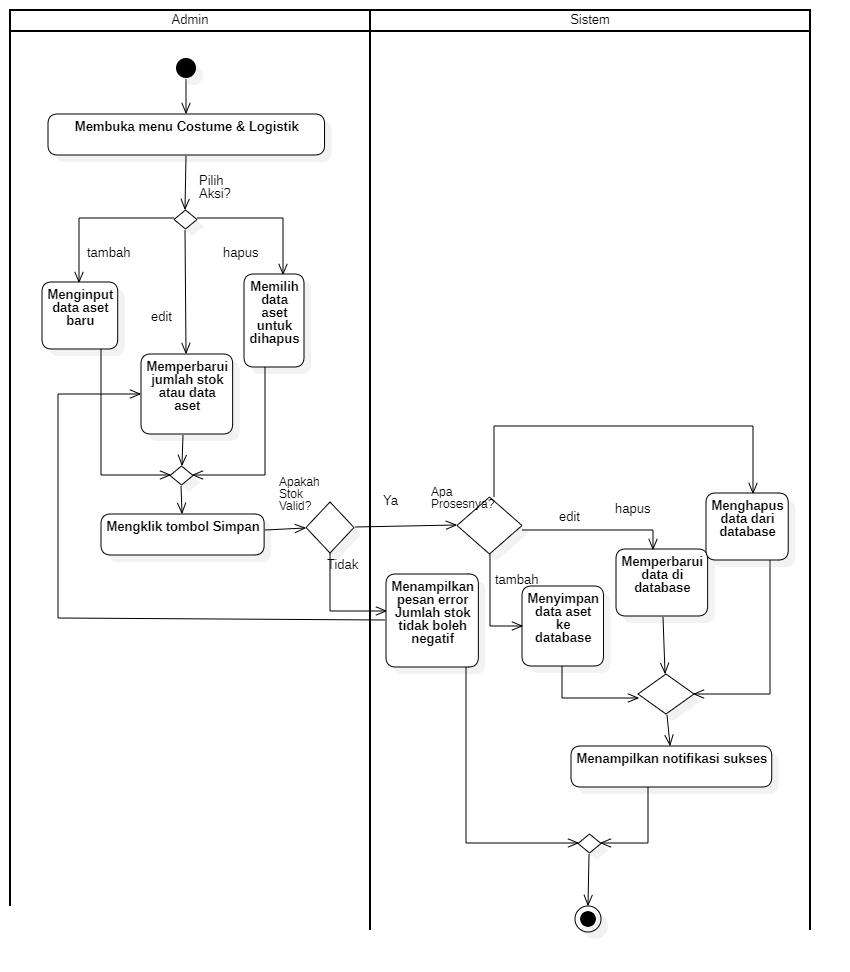 Admin
Sistem
Membuka menu Costume & Logistik
Pilih
Aksi?
tambah
hapus
Menginput
data aset
baru
edit
Memilih
data
aset
untuk
dihapus
Memperbarui
jumlah stok
atau data
aset
Mengklik tombol Simpan
Apakah
Stok
Valid?
Ya
Tidak
Apa
Prosesnya?
edit
hapus
tambah
Menghapus
data dari
database
Memperbarui
data di
database
Menyimpan
data aset
ke
database
Menampilkan
pesan error
Jumlah stok
tidak boleh
negatif
Menampilkan notifikasi sukses